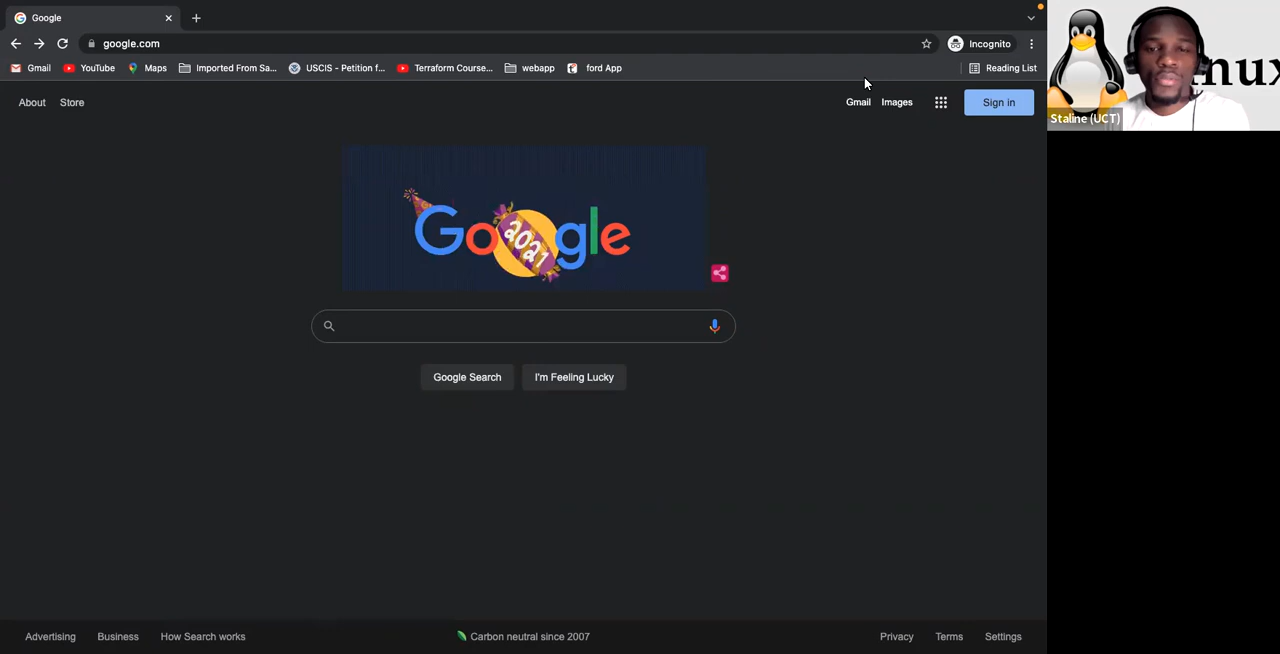 Google
google.com
Incognito
Gmail
YouTube
Maps
Imported From Sa...
USCIS - Petition f...
Terraform Course...
webapp
ford App
Reading List
About
Store
Gmail
Images
Sign in
Google
2021
Google Search
I'm Feeling Lucky
Advertising
Business
How Search works
Carbon neutral since 2007
Privacy
Terms
Settings
nux
Staline (UCT)